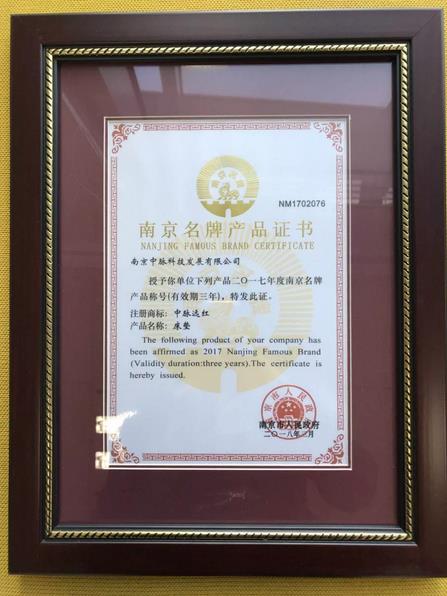 NM1702076
南京名牌产品证书
NANJING FAMOUS BRAND CERTIFICATE
南京中脉科技发展有限公司
授予你单位下列产品二〇一七年度南京名牌
产品称号(有效期三年),特发此证。
注册商标：中脉远红
产品名称：床垫
The following product of your company has
been affirmed as 2017 Nanjing Famous Brand
(Validity duration:three years).The certificate is
hereby issued.
南京市人民政府